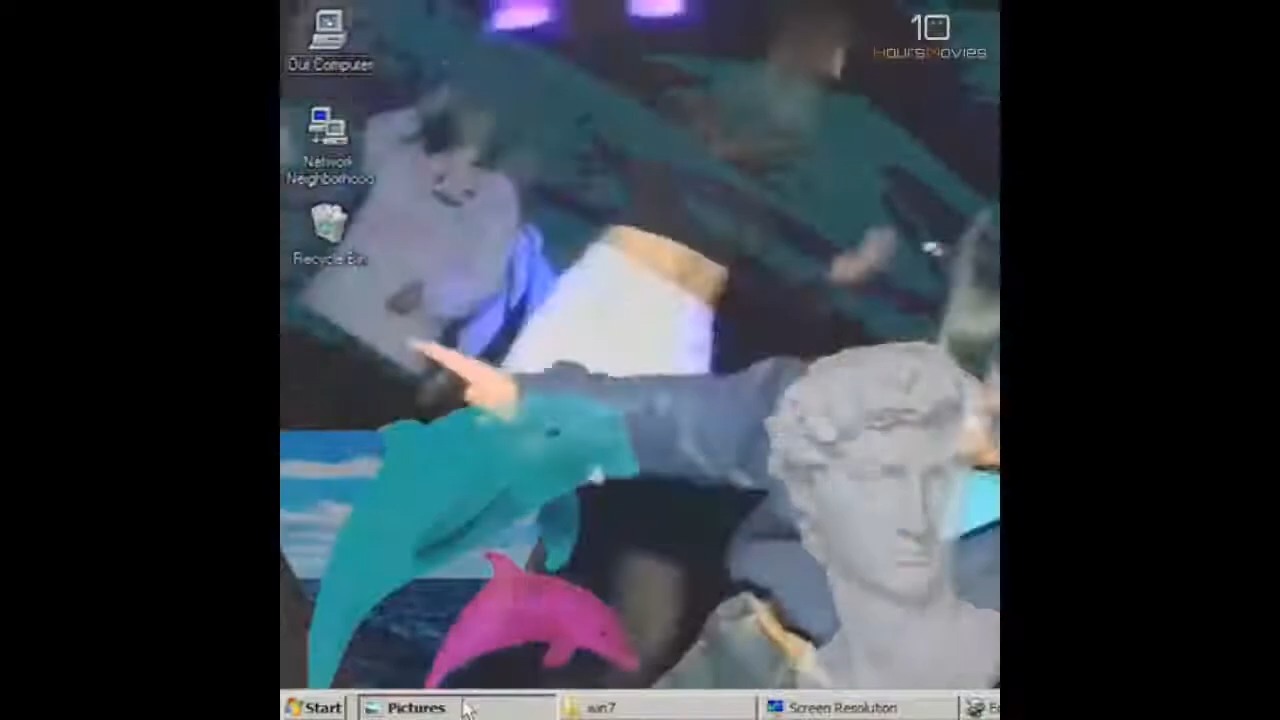 10
HoursMovies
Our Computer
Network
Neighborhood
Recycle Bin
Start
Pictures
win7
Screen Resolution